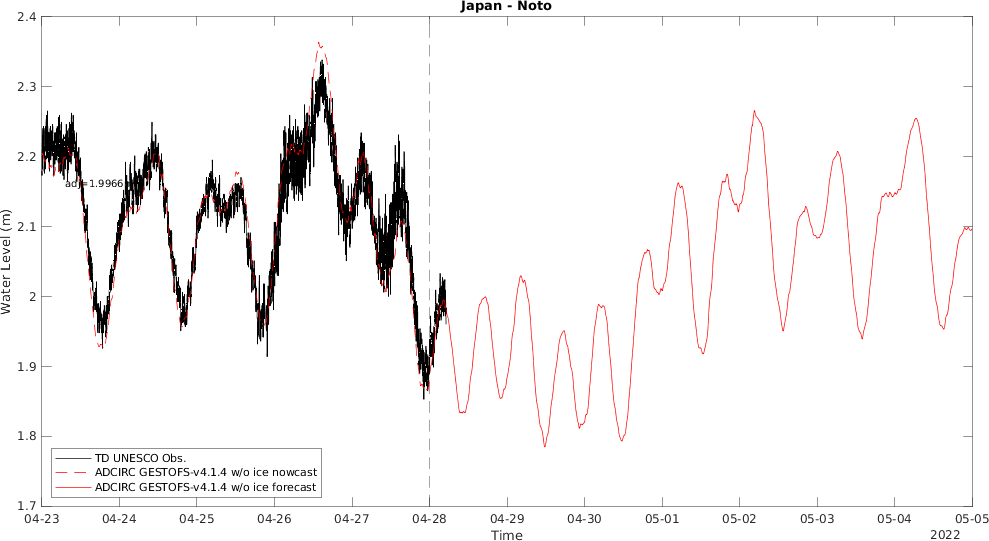 Japan - Noto
2.4
2.3
2.2
2.1
2
1.9
1.8
1.7
Water Level (m)
adj=1.9966
TD UNESCO Obs.
ADCIRC GESTOFS-v4.1.4 w/o ice nowcast
ADCIRC GESTOFS-v4.1.4 w/o ice forecast
04-23 04-24 04-25 04-26 04-27 04-28 04-29 04-30 05-01 05-02 05-03 05-04 05-05
Time
2022